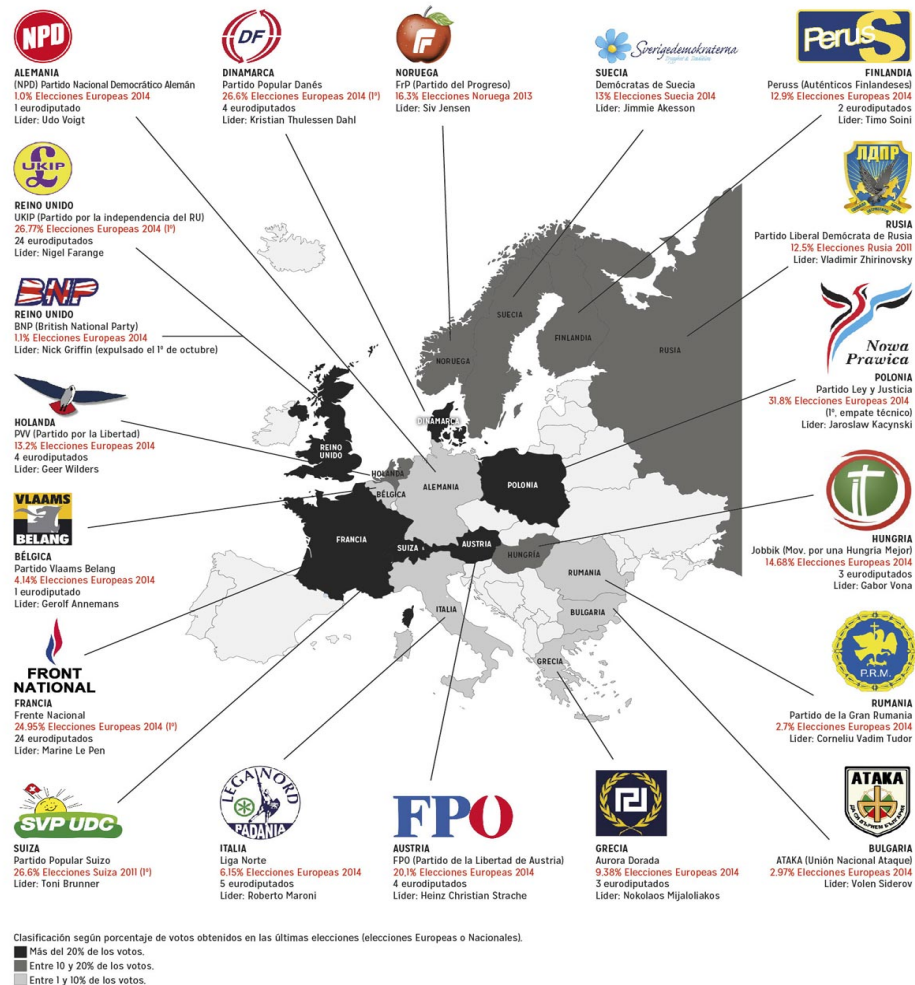 NPD
ALEMANIA
(NPD) Partido Nacional Democrático Alemán
1.0% Elecciones Europeas 2014
1 eurodiputado
Líder: Udo Voigt
DF
DINAMARCA
Partido Popular Danés
26.6% Elecciones Europeas 2014 (1º)
4 eurodiputados
Líder: Kristian Thulessen Dahl
F
NORUEGA
FrP (Partido del Progreso)
16.3% Elecciones Noruega 2013
Líder: Siv Jensen
Sverigedemokraterna
SUECIA
Demócratas de Suecia
13% Elecciones Suecia 2014
Líder: Jimmie Akesson
PerusS
FINLANDIA
Peruss (Auténticos Finlandeses)
12.9% Elecciones Europeas 2014
2 eurodiputados
Líder: Timo Soini
UKIP
£
REINO UNIDO
UKIP (Partido por la independencia del RU)
26.77% Elecciones Europeas 2014 (1º)
24 eurodiputados
Líder: Nigel Farange
ЛДПР
RUSIA
Partido Liberal Demócrata de Rusia
12.5% Elecciones Rusia 2011
Líder: Vladimir Zhirinovsky
BNP
REINO UNIDO
BNP (British National Party)
1.1% Elecciones Europeas 2014
Líder: Nick Griffin (expulsado el 1º de octubre)
Nowa
Prawica
POLONIA
Partido Ley y Justicia
31.8% Elecciones Europeas 2014
(1º, empate técnico)
Líder: Jaroslaw Kacynski
HOLANDA
PVV (Partido por la Libertad)
13.2% Elecciones Europeas 2014
4 eurodiputados
Líder: Geer Wilders
VLAAMS
BELANG
BÉLGICA
Partido Vlaams Belang
4.14% Elecciones Europeas 2014
1 eurodiputado
Líder: Gerolf Annemans
HUNGRIA
Jobbik (Mov. por una Hungria Mejor)
14.68% Elecciones Europeas 2014
3 eurodiputados
Líder: Gabor Vona
SUECIA
FINLANDIA
NORUEGA
RUSIA
DINAMARCA
REINO
UNIDO
HOLANDA
BÉLGICA
ALEMANIA
POLONIA
FRANCIA
SUIZA
AUSTRIA
HUNGRÍA
RUMANIA
ITALIA
BULGARIA
GRECIA
FRONT
NATIONAL
FRANCIA
Frente Nacional
24.95% Elecciones Europeas 2014 (1º)
24 eurodiputados
Líder: Marine Le Pen
P.R.M.
RUMANIA
Partido de la Gran Rumania
2.7% Elecciones Europeas 2014
Líder: Corneliu Vadim Tudor
SVP UDC
SUIZA
Partido Popular Suizo
26.6% Elecciones Suiza 2011 (1º)
Líder: Toni Brunner
LEGA NORD
PADANIA
ITALIA
Liga Norte
6.15% Elecciones Europeas 2014
5 eurodiputados
Líder: Roberto Maroni
FPO
AUSTRIA
FPO (Partido de la Libertad de Austria)
20,1% Elecciones Europeas 2014
4 eurodiputados
Líder: Heinz Christian Strache
GRECIA
Aurora Dorada
9.38% Elecciones Europeas 2014
3 eurodiputados
Líder: Nokolaos Mijaloliakos
ATAKA
BULGARIA
ATAKA (Unión Nacional Ataque)
2.97% Elecciones Europeas 2014
Líder: Volen Siderov
Clasificación según porcentaje de votos obtenidos en las últimas elecciones (elecciones Europeas o Nacionales).
Más del 20% de los votos.
Entre 10 y 20% de los votos.
Entre 1 y 10% de los votos.